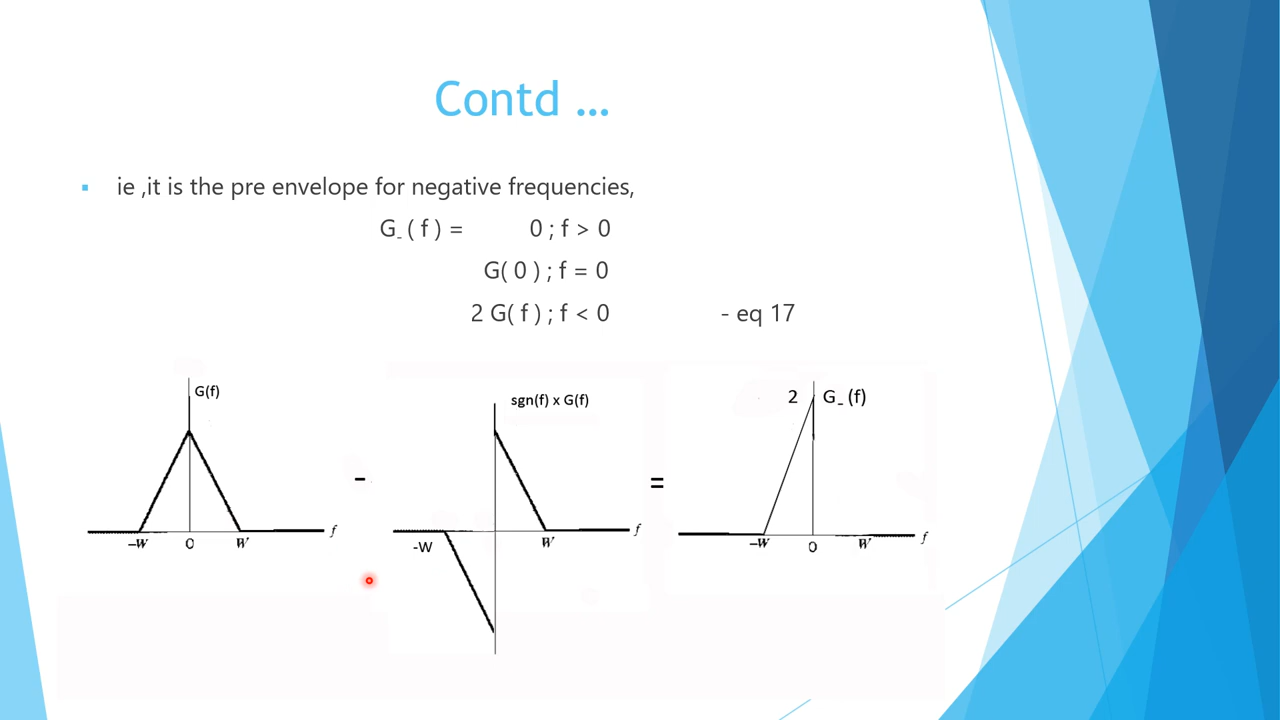 Contd ...
▪ ie ,it is the pre envelope for negative frequencies,
G₋ ( f ) = 0 ; f > 0
G( 0 ) ; f = 0
2 G( f ) ; f < 0 - eq 17
G(f)
-W 0 W f
-
sgn(f) x G(f)
-W W f
=
2 G₋ (f)
-W 0 W f